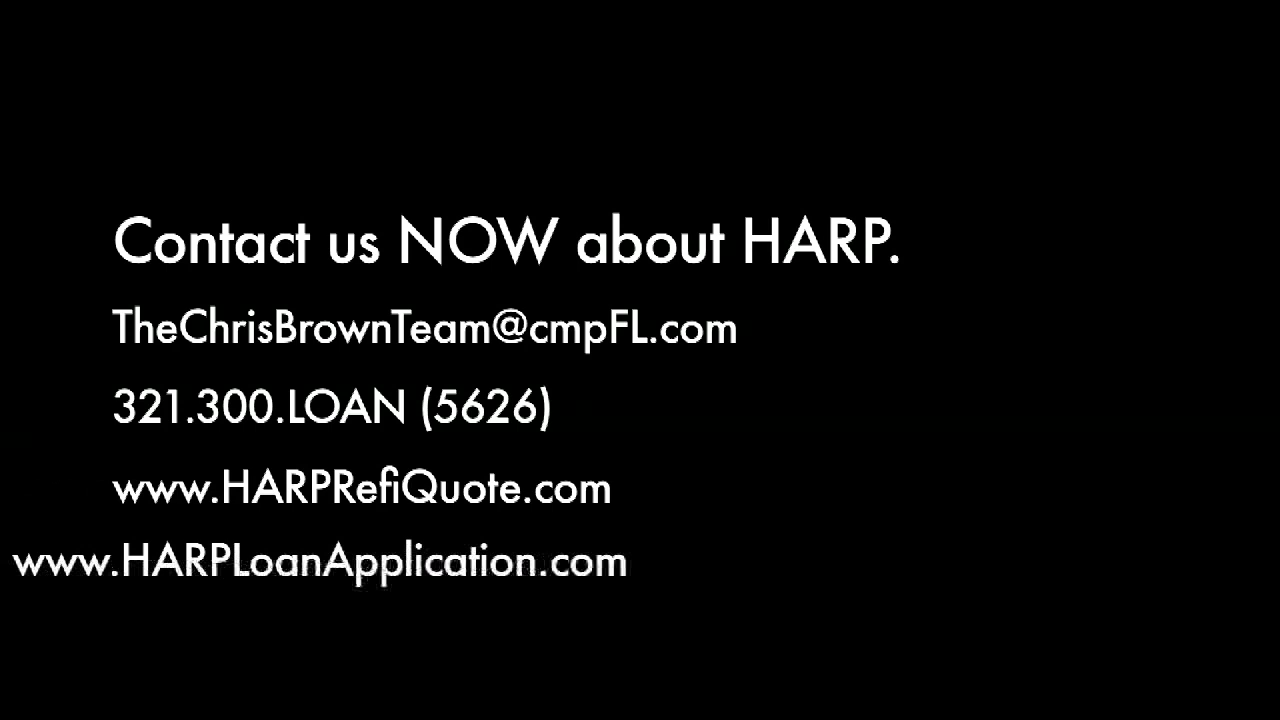 Contact us NOW about HARP.
TheChrisBrownTeam@cmpFL.com
321.300.LOAN (5626)
www.HARPRefiQuote.com
www.HARPLoanApplication.com